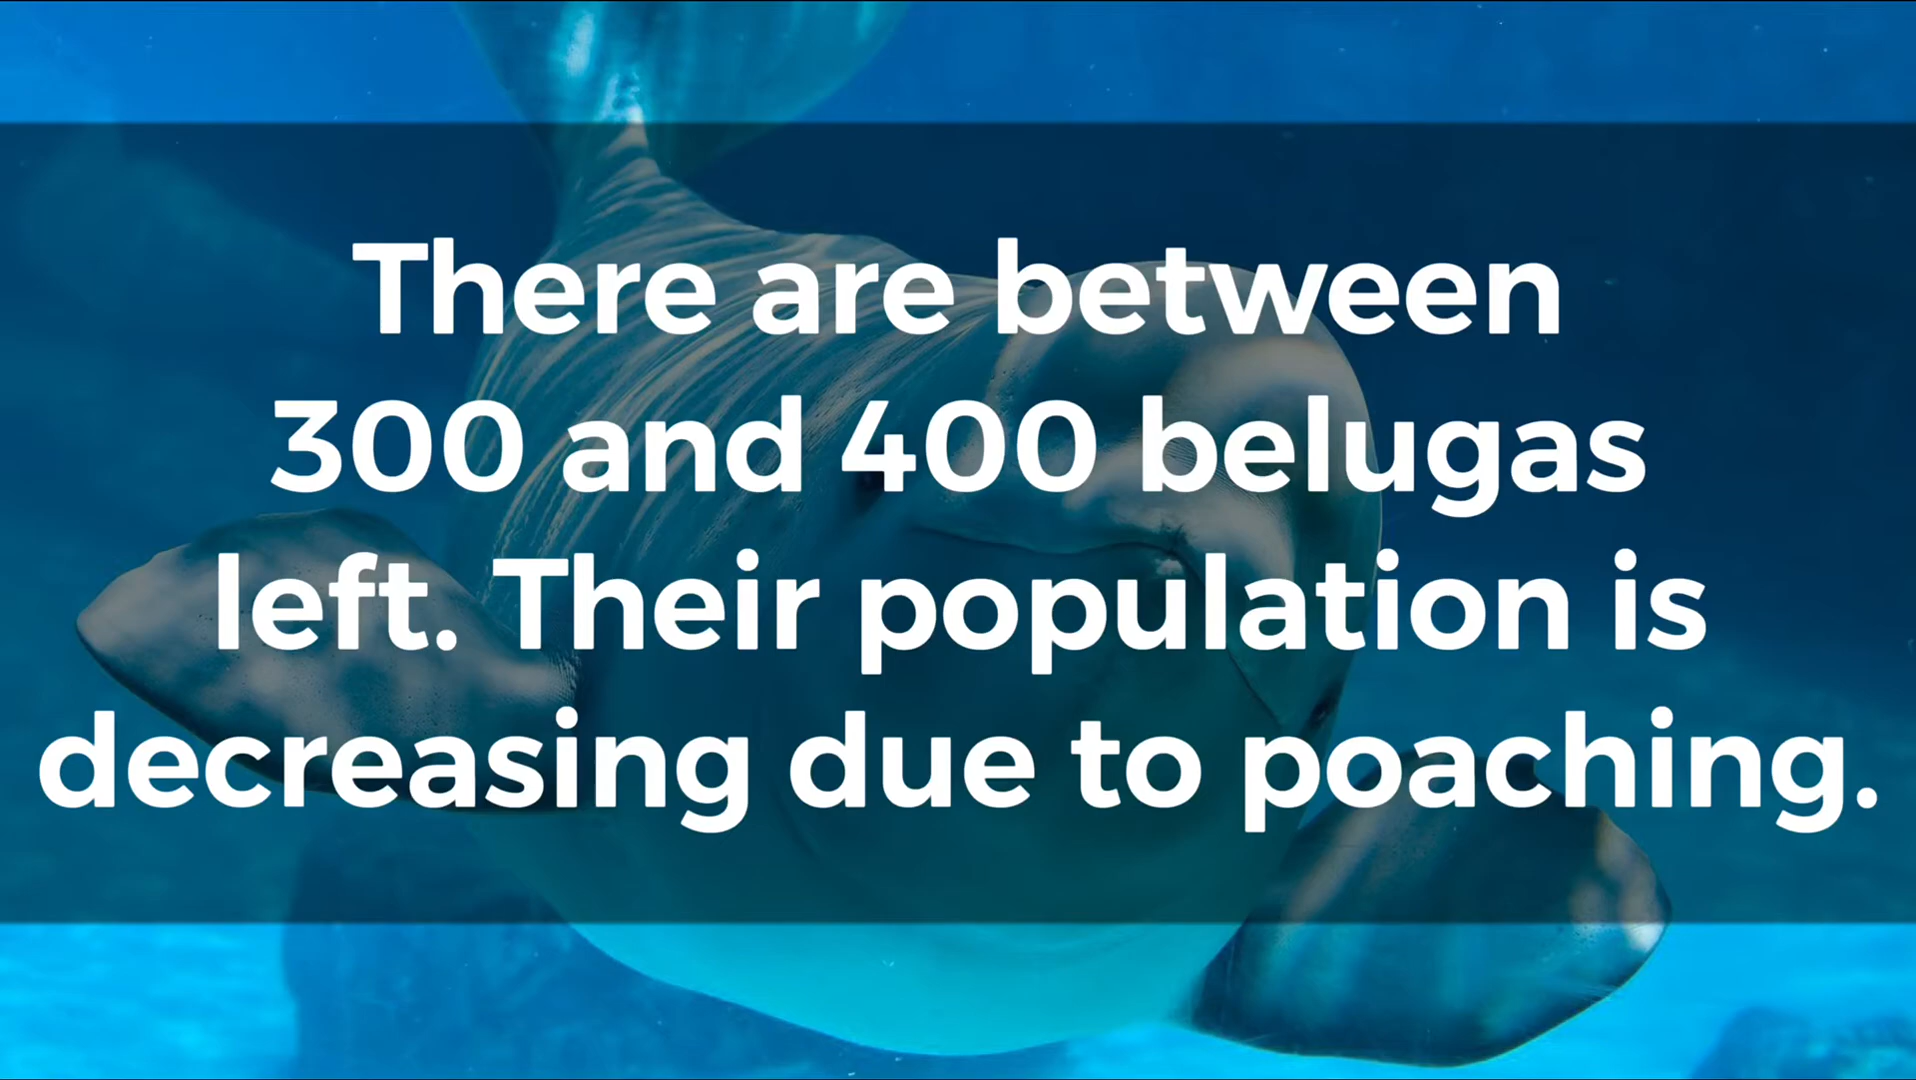 There are between
300 and 400 belugas
left. Their population is
decreasing due to poaching.